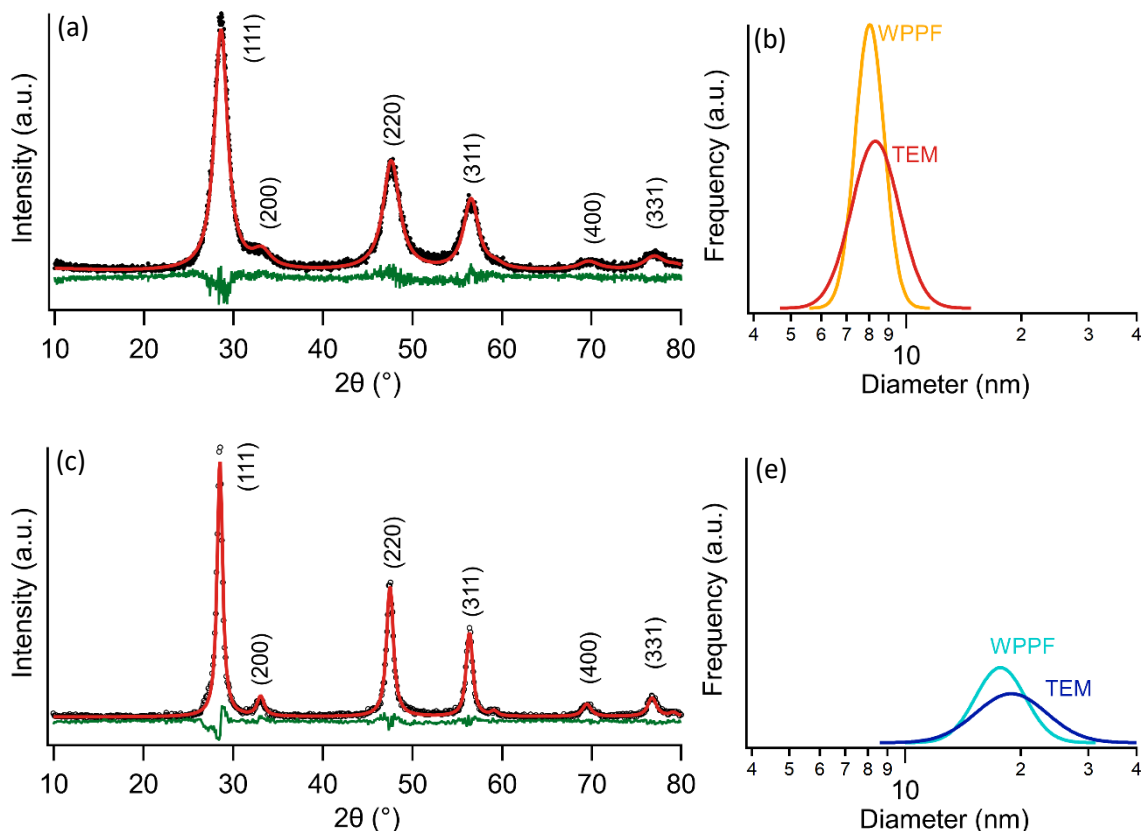 (a)
Intensity (a.u.)
(111)
(200)
(220)
(311)
(400)
(331)
10 20 30 40 50 60 70 80
2θ (°)
(b)
Frequency (a.u.)
WPPF
TEM
4 5 6 7 8 9 10 2 3 4
Diameter (nm)
(c)
Intensity (a.u.)
(111)
(200)
(220)
(311)
(400)
(331)
10 20 30 40 50 60 70 80
2θ (°)
(e)
Frequency (a.u.)
WPPF
TEM
4 5 6 7 8 9 10 2 3 4
Diameter (nm)